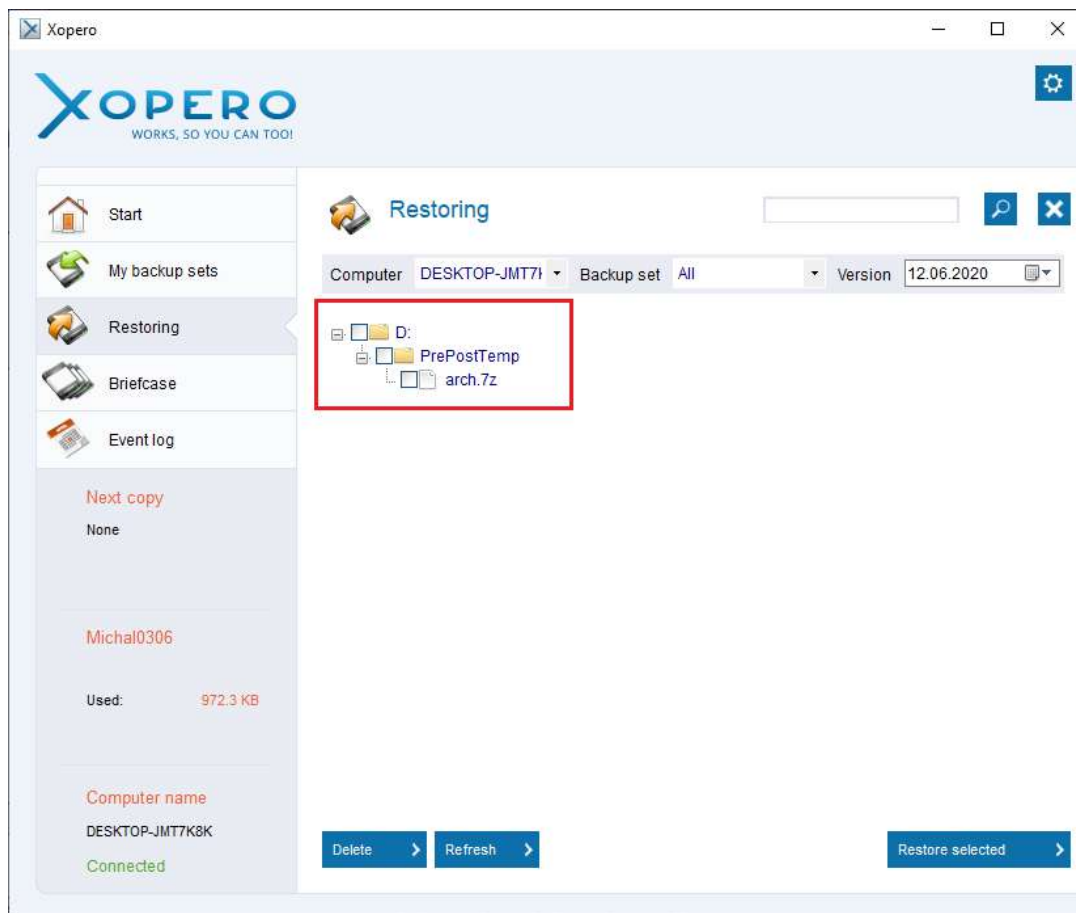 Xopero
XOPERO
WORKS, SO YOU CAN TOO!
Start
My backup sets
Restoring
Briefcase
Event log
Next copy
None
Michal0306
Used: 972.3 KB
Computer name
DESKTOP-JMT7K8K
Connected
Restoring
Computer DESKTOP-JMT7 Backup set All Version 12.06.2020
D:
PrePostTemp
arch.7z
Delete Refresh Restore selected